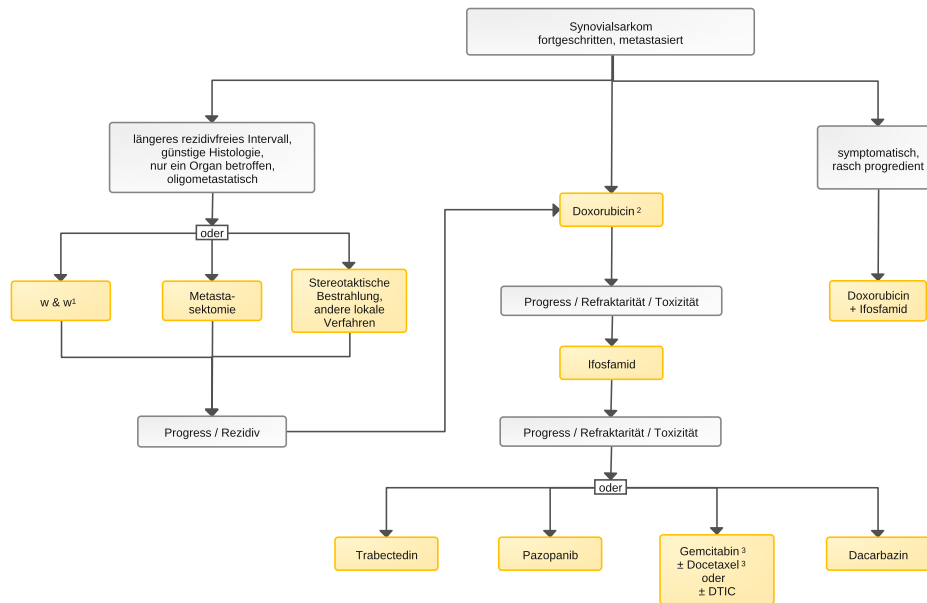 Synovialsarkom
fortgeschritten, metastasiert
längeres rezidivfreies Intervall,
günstige Histologie,
nur ein Organ betroffen,
oligometastatisch
symptomatisch,
rasch progredient
Doxorubicin ²
oder
w & w¹
Metasta-
sektomie
Stereotaktische
Bestrahlung,
andere lokale
Verfahren
Progress / Refraktarität / Toxizität
Doxorubicin
+ Ifosfamid
Ifosfamid
Progress / Rezidiv
Progress / Refraktarität / Toxizität
oder
Trabectedin
Pazopanib
Gemcitabin ³
± Docetaxel ³
oder
± DTIC
Dacarbazin